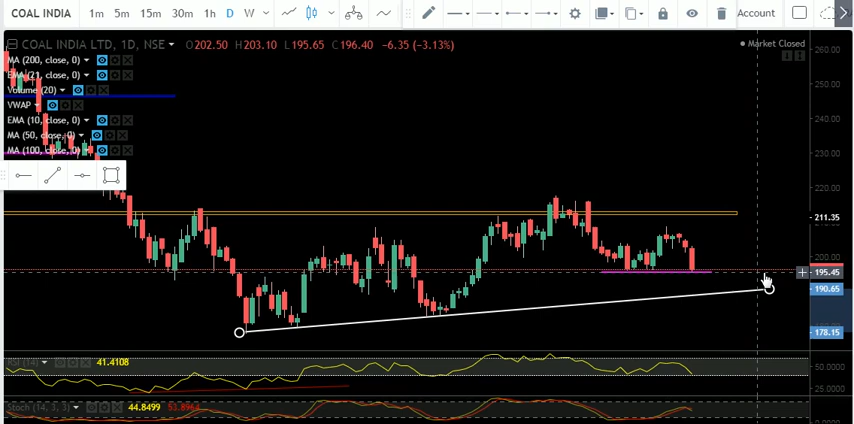 COAL INDIA 1m 5m 15m 30m 1h D W Account
COAL INDIA LTD, 1D, NSE O202.50 H203.10 L195.65 C196.40 −6.35 (−3.13%)
Market Closed
MA (200, close, 0)
EMA (21, close, 0)
Volume (20)
VWAP
EMA (10, close, 0)
MA (50, close, 0)
MA (100, close, 0)
260.00
250.00
240.00
230.00
220.00
211.35
200.00
195.45
190.65
178.15
RSI (14) 41.4108
50.0000
25.0000
Stoch (14, 3, 3) 44.8499 53.8964